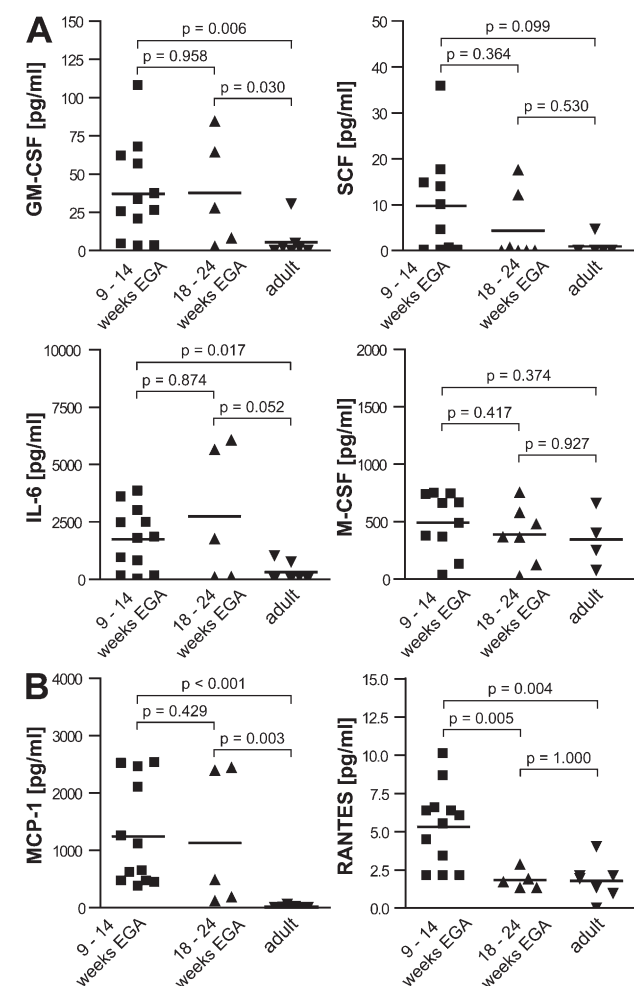 A
GM-CSF [pg/ml]
150
125
100
75
50
25
0
p = 0.006
p = 0.958
p = 0.030
9 - 14
weeks EGA
18 - 24
weeks EGA
adult
SCF [pg/ml]
50
40
30
20
10
0
p = 0.099
p = 0.364
p = 0.530
9 - 14
weeks EGA
18 - 24
weeks EGA
adult
IL-6 [pg/ml]
10000
7500
5000
2500
0
p = 0.017
p = 0.874
p = 0.052
9 - 14
weeks EGA
18 - 24
weeks EGA
adult
M-CSF [pg/ml]
2000
1500
1000
500
0
p = 0.374
p = 0.417
p = 0.927
9 - 14
weeks EGA
18 - 24
weeks EGA
adult
B
MCP-1 [pg/ml]
4000
3000
2000
1000
0
p < 0.001
p = 0.429
p = 0.003
9 - 14
weeks EGA
18 - 24
weeks EGA
adult
RANTES [pg/ml]
15.0
12.5
10.0
7.5
5.0
2.5
0.0
p = 0.004
p = 0.005
p = 1.000
9 - 14
weeks EGA
18 - 24
weeks EGA
adult